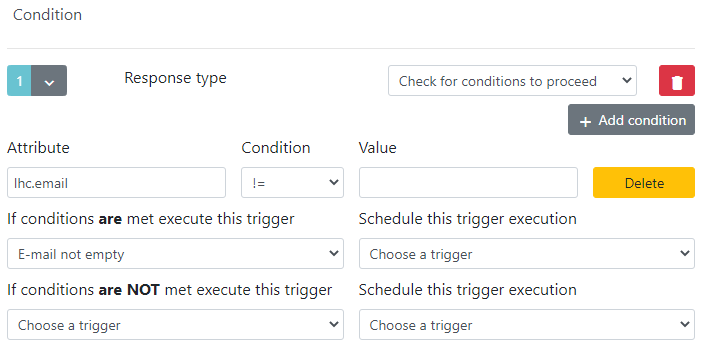 Condition
1 Response type Check for conditions to proceed
+ Add condition
Attribute Condition Value
lhc.email != Delete
If conditions are met execute this trigger Schedule this trigger execution
E-mail not empty Choose a trigger
If conditions are NOT met execute this trigger Schedule this trigger execution
Choose a trigger Choose a trigger